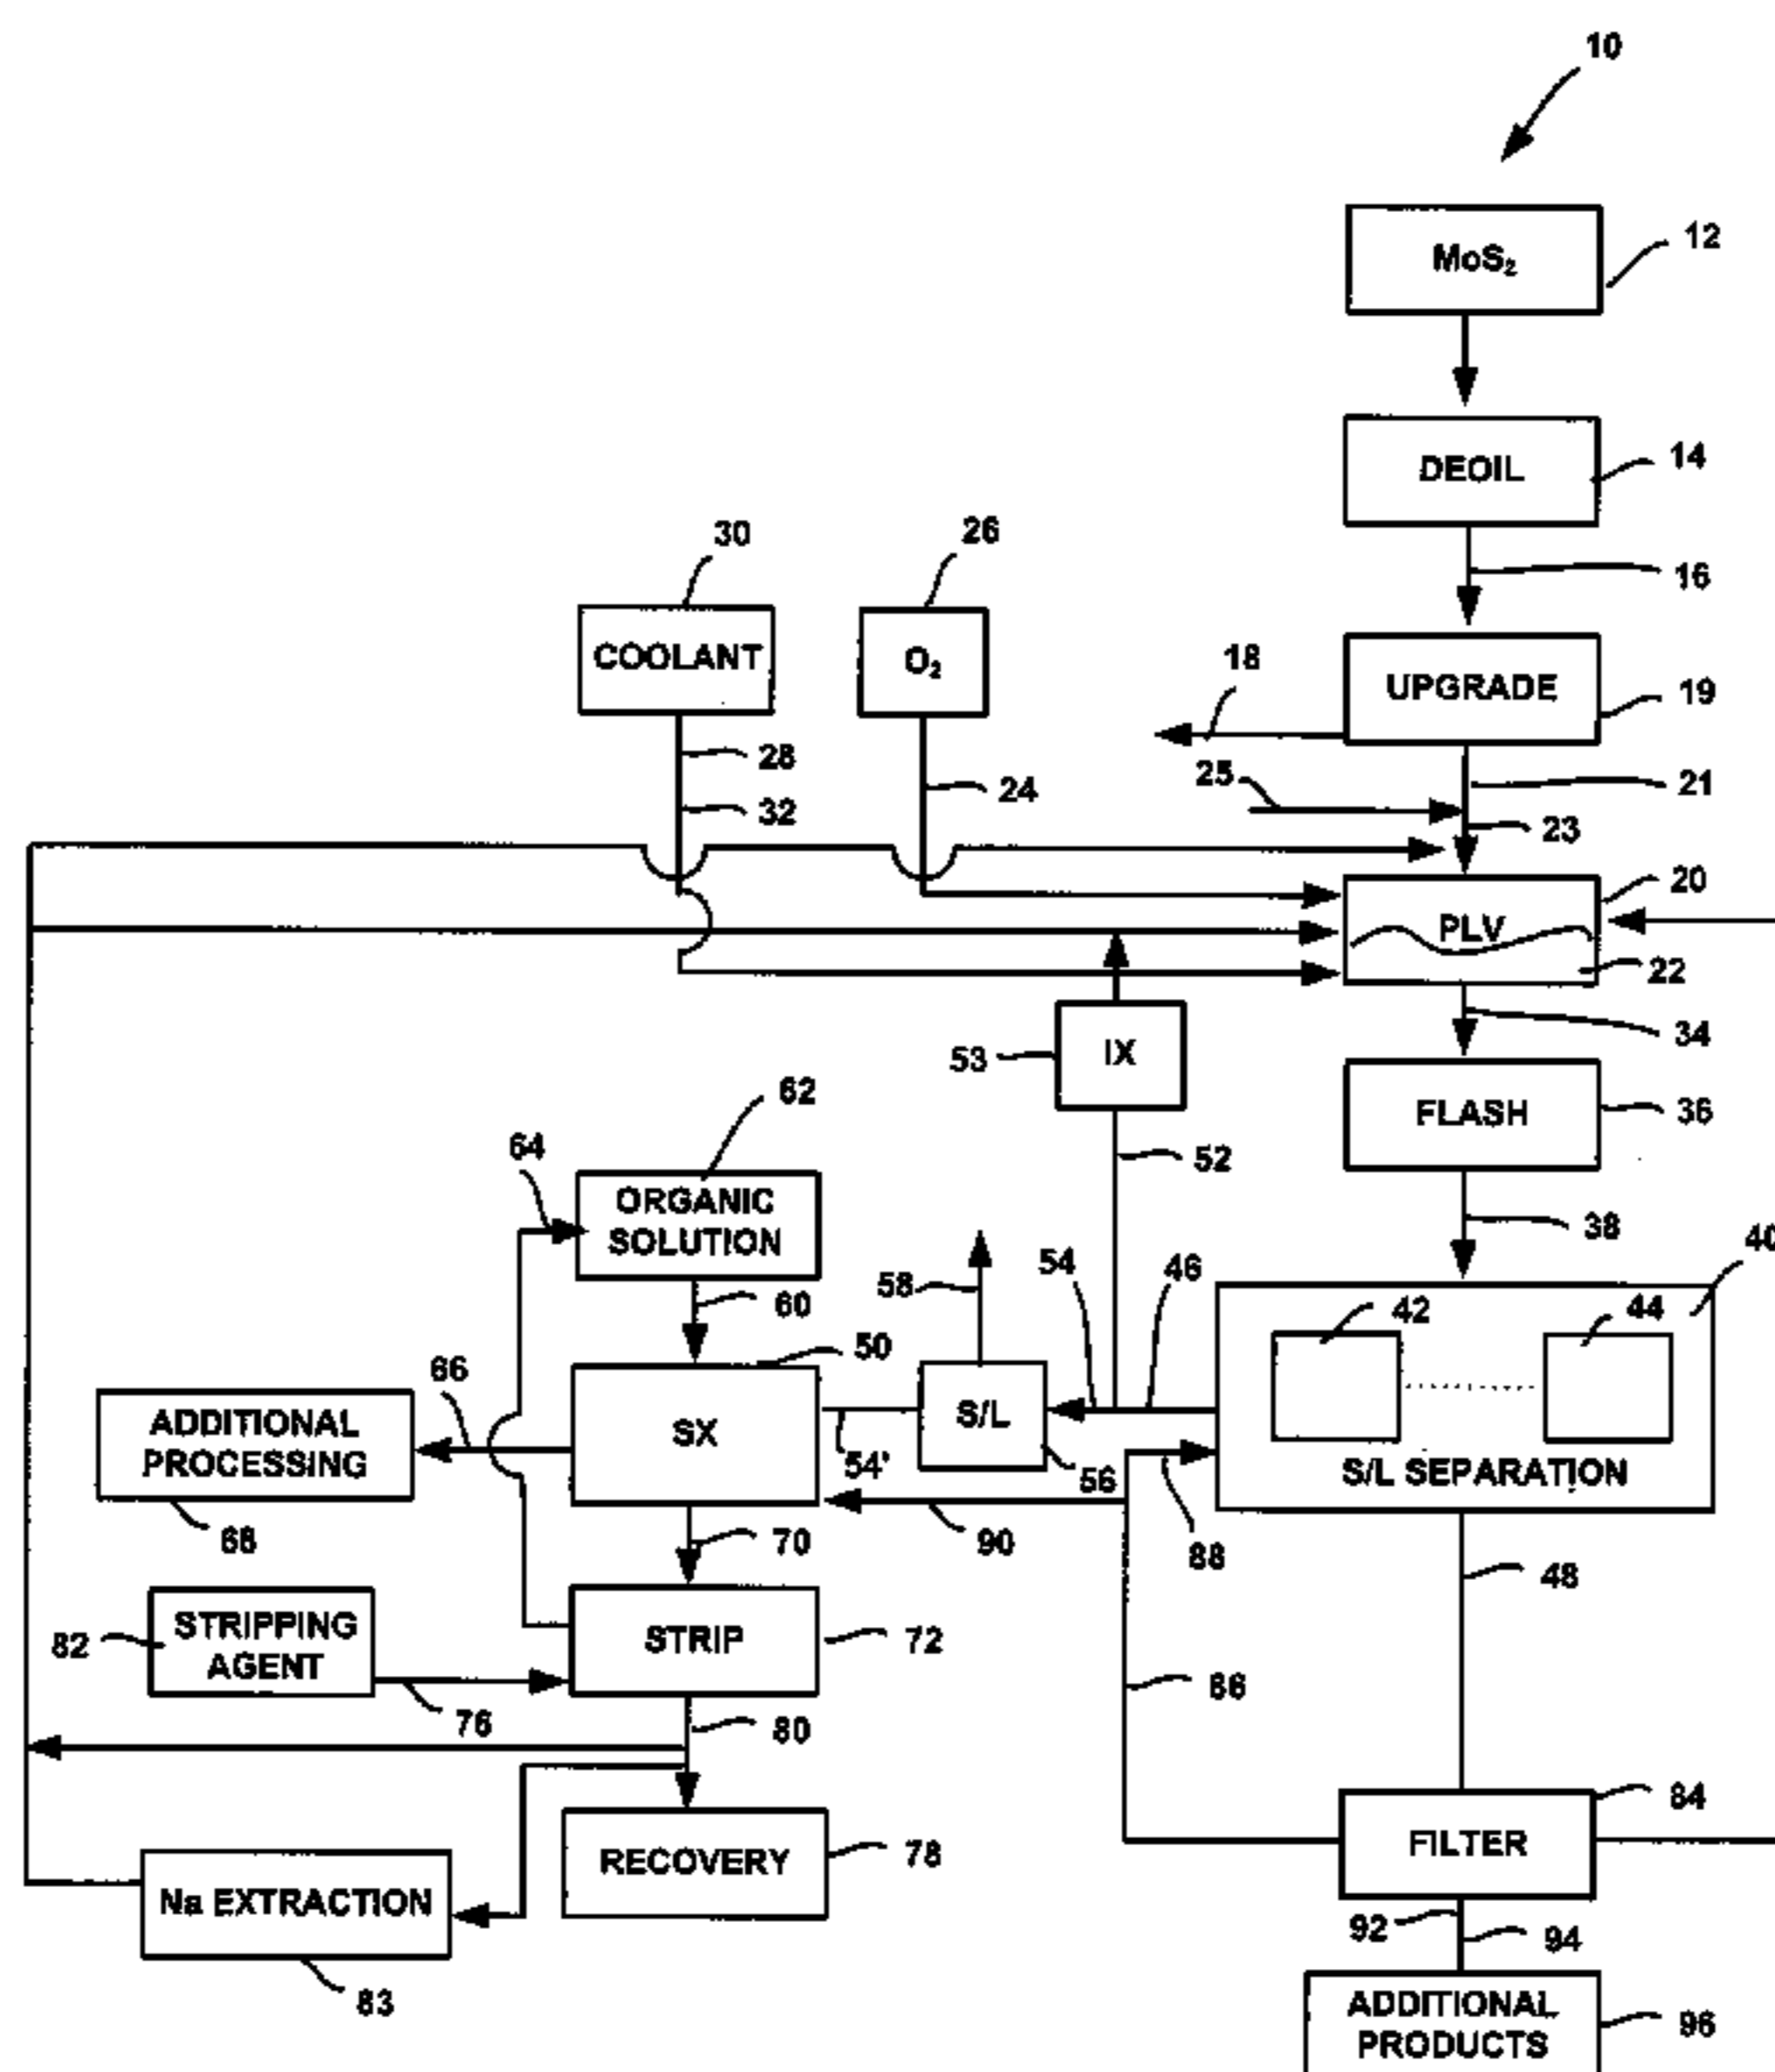 10
MoS₂
12
DEOIL
14
16
30
26
COOLANT
O₂
18
UPGRADE
19
28
24
25
21
32
23
20
PLV
22
34
53
IX
FLASH
36
62
64
52
ORGANIC
SOLUTION
38
40
60
58
54
46
42
44
66
50
ADDITIONAL
PROCESSING
SX
S/L
54'
56
S/L SEPARATION
68
70
90
88
48
82
STRIPPING
AGENT
STRIP
72
76
80
86
84
RECOVERY
78
FILTER
Na EXTRACTION
92
94
83
ADDITIONAL
PRODUCTS
96